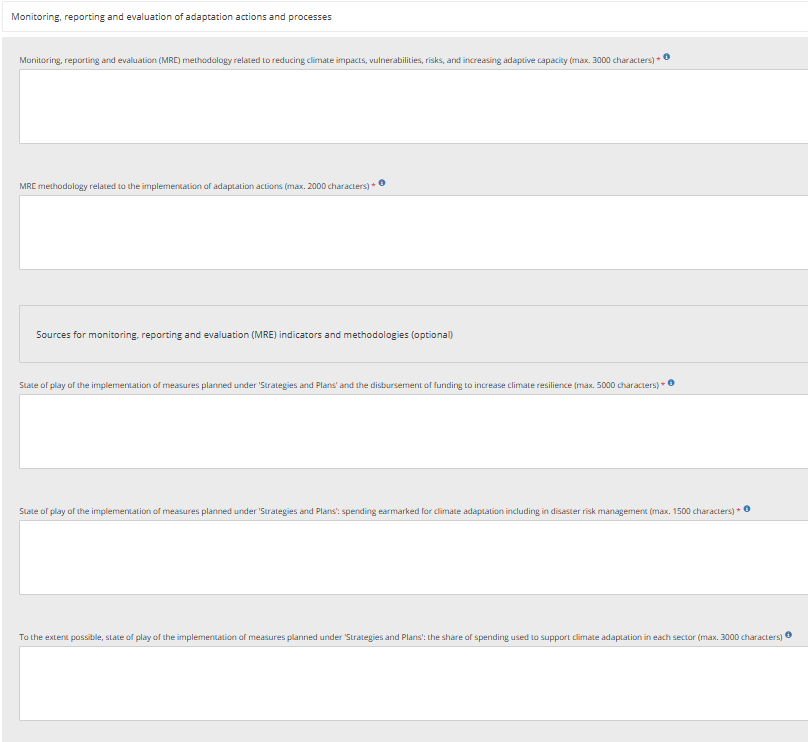 Monitoring, reporting and evaluation of adaptation actions and processes
Monitoring, reporting and evaluation (MRE) methodology related to reducing climate impacts, vulnerabilities, risks, and increasing adaptive capacity (max. 3000 characters) *
MRE methodology related to the implementation of adaptation actions (max. 2000 characters) *
Sources for monitoring, reporting and evaluation (MRE) indicators and methodologies (optional)
State of play of the implementation of measures planned under 'Strategies and Plans' and the disbursement of funding to increase climate resilience (max. 5000 characters) *
State of play of the implementation of measures planned under 'Strategies and Plans': spending earmarked for climate adaptation including in disaster risk management (max. 1500 characters) *
To the extent possible, state of play of the implementation of measures planned under 'Strategies and Plans': the share of spending used to support climate adaptation in each sector (max. 3000 characters)